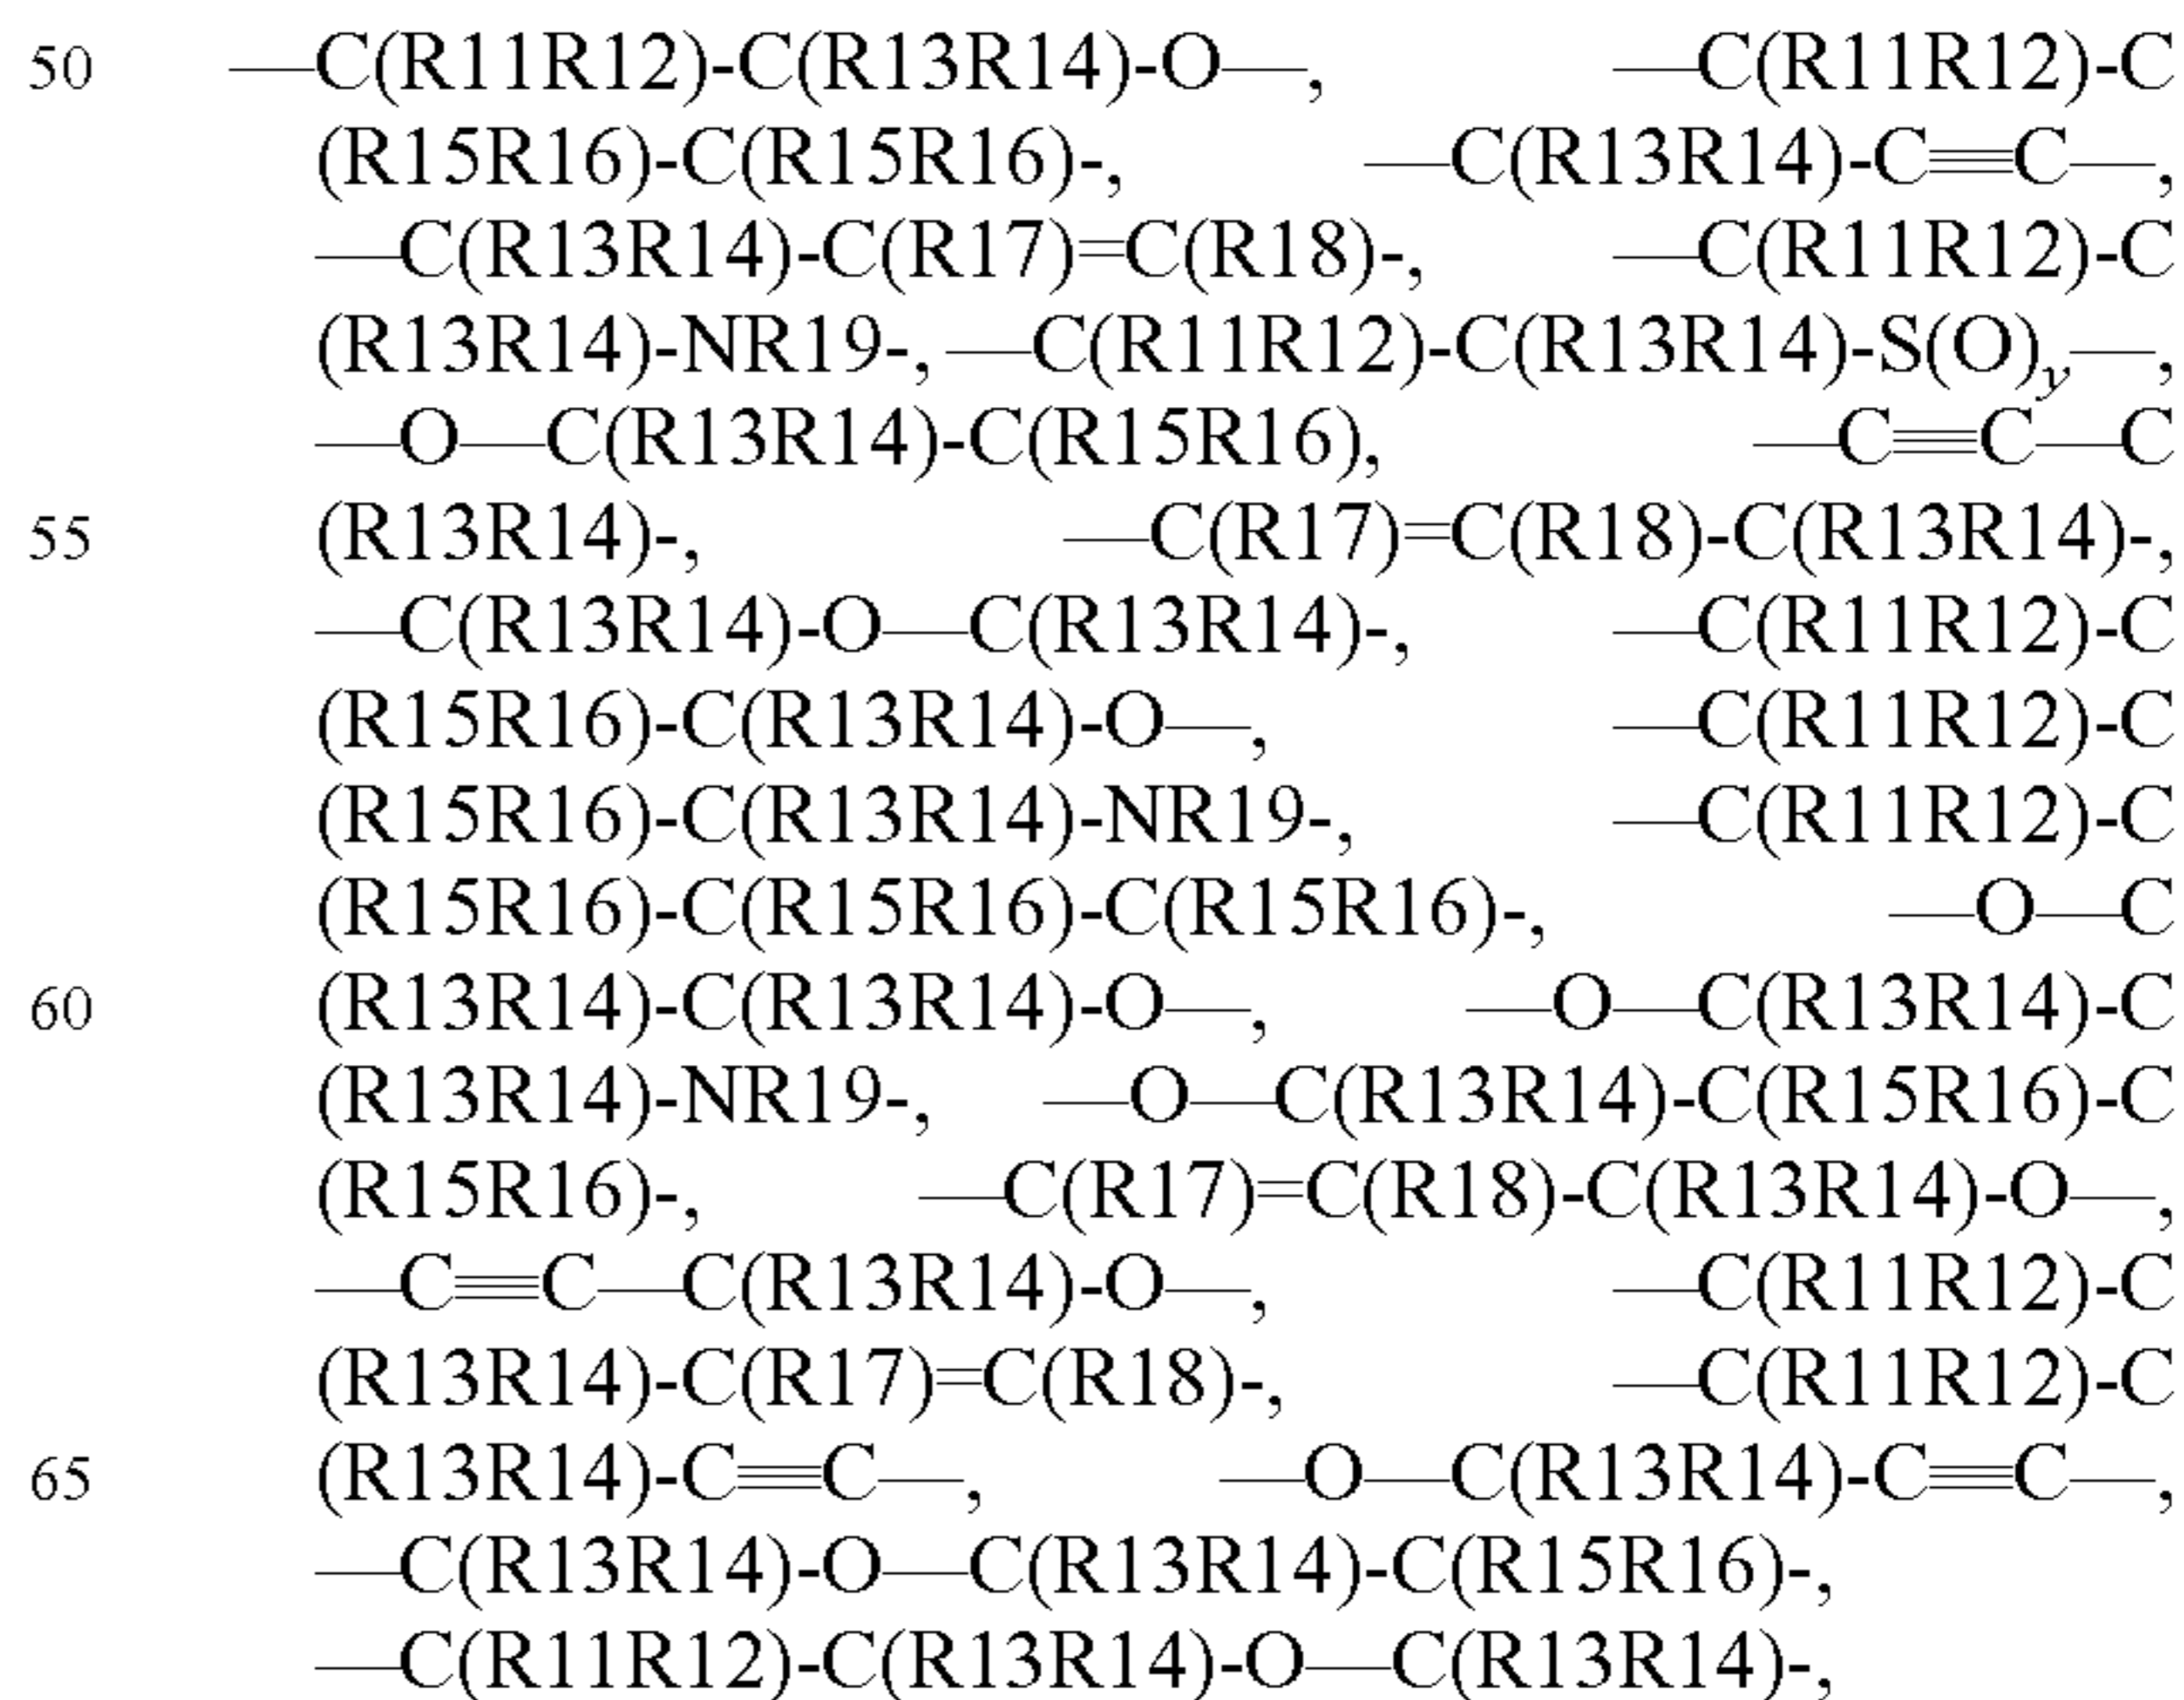 50 —C(R11R12)-C(R13R14)-O—, —C(R11R12)-C
(R15R16)-C(R15R16)-, —C(R13R14)-C≡C—,
—C(R13R14)-C(R17)=C(R18)-, —C(R11R12)-C
(R13R14)-NR19-, —C(R11R12)-C(R13R14)-S(O)y—,
—O—C(R13R14)-C(R15R16), —C≡C—C
55 (R13R14)-, —C(R17)=C(R18)-C(R13R14)-,
—C(R13R14)-O—C(R13R14)-, —C(R11R12)-C
(R15R16)-C(R13R14)-O—, —C(R11R12)-C
(R15R16)-C(R13R14)-NR19-, —C(R11R12)-C
(R15R16)-C(R15R16)-C(R15R16)-, —O—C
60 (R13R14)-C(R13R14)-O—, —O—C(R13R14)-C
(R13R14)-NR19-, —O—C(R13R14)-C(R15R16)-C
(R15R16)-, —C(R17)=C(R18)-C(R13R14)-O—,
—C≡C—C(R13R14)-O—, —C(R11R12)-C
(R13R14)-C(R17)=C(R18)-, —C(R11R12)-C
65 (R13R14)-C≡C—, —O—C(R13R14)-C≡C—,
—C(R13R14)-O—C(R13R14)-C(R15R16)-,
—C(R11R12)-C(R13R14)-O—C(R13R14)-,